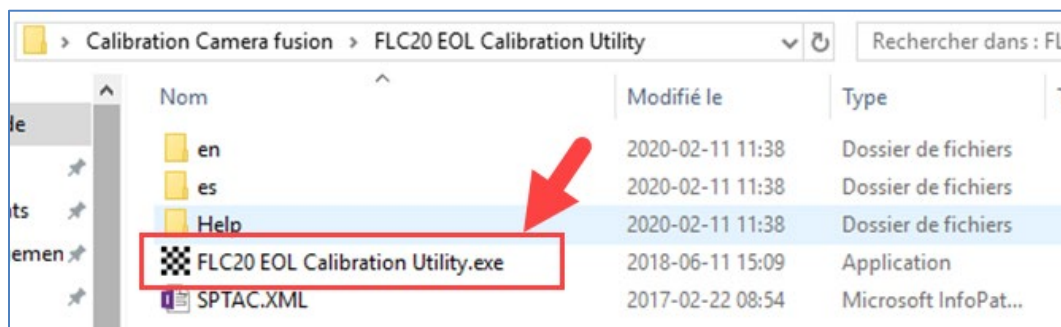 Calibration Camera fusion > FLC20 EOL Calibration Utility Rechercher dans : FL
Nom Modifié le Type
de
en 2020-02-11 11:38 Dossier de fichiers
es 2020-02-11 11:38 Dossier de fichiers
ts Help 2020-02-11 11:38 Dossier de fichiers
emen FLC20 EOL Calibration Utility.exe 2018-06-11 15:09 Application
SPTAC.XML 2017-02-22 08:54 Microsoft InfoPat...